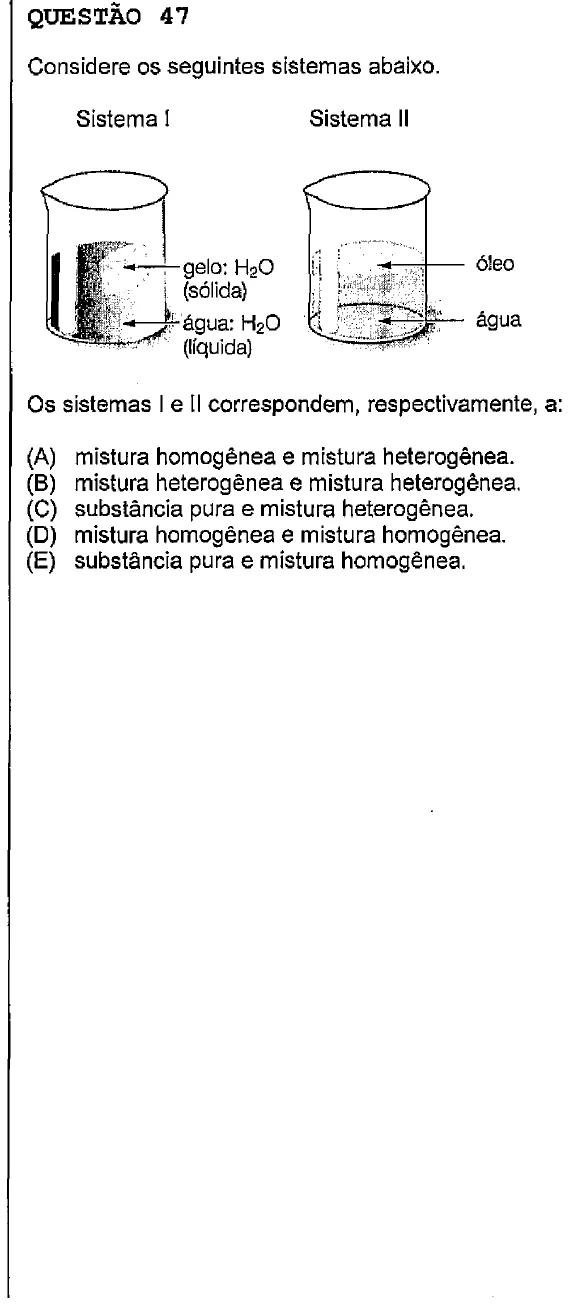 QUESTÃO 47
Considere os seguintes sistemas abaixo.
Sistema I
Sistema II
gelo: H₂O
(sólida)
água: H₂O
(líquida)
óleo
água
Os sistemas I e II correspondem, respectivamente, a:
(A) mistura homogênea e mistura heterogênea.
(B) mistura heterogênea e mistura heterogênea.
(C) substância pura e mistura heterogênea.
(D) mistura homogênea e mistura homogênea.
(E) substância pura e mistura homogênea.